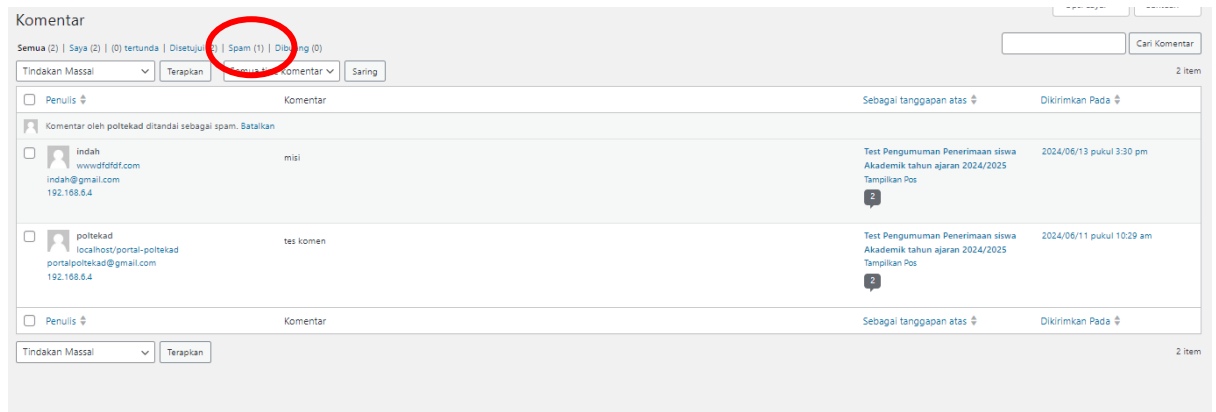 Komentar
Semua (2) | Saya (2) | (0) tertunda | Disetujui (2) | Spam (1) | Dibuang (0)
Cari Komentar
Tindakan Massal Terapkan Semua tipe komentar Saring 2 item
Penulis Komentar Sebagai tanggapan atas Dikirimkan Pada
Komentar oleh poltekad ditandai sebagai spam. Batalkan
indah
wwwdfdfdf.com
indah@gmail.com
192.168.6.4
misi
Test Pengumuman Penerimaan siswa
Akademik tahun ajaran 2024/2025
Tampilkan Pos
2
2024/06/13 pukul 3:30 pm
poltekad
localhost/portal-poltekad
portalpoltekad@gmail.com
192.168.6.4
tes komen
Test Pengumuman Penerimaan siswa
Akademik tahun ajaran 2024/2025
Tampilkan Pos
2
2024/06/11 pukul 10:29 am
Penulis Komentar Sebagai tanggapan atas Dikirimkan Pada
Tindakan Massal Terapkan 2 item